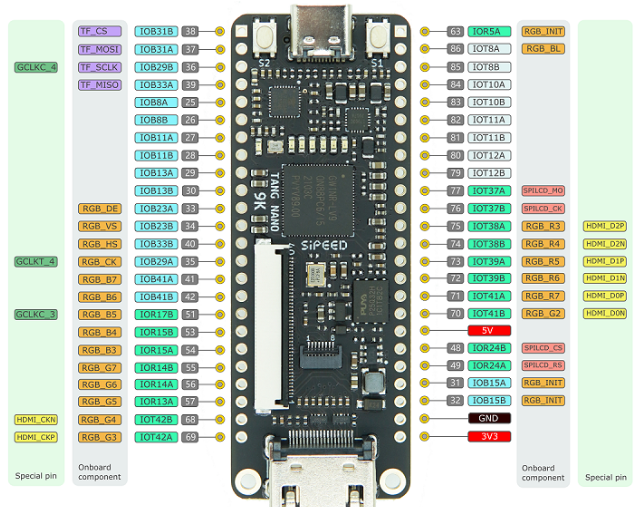 TF_CS IOB31B 38
TF_MOSI IOB31A 37
GCLKC_4 TF_SCLK IOB29B 36
TF_MISO IOB33A 39
IOB8A 25
IOB8B 26
IOB11A 27
IOB11B 28
IOB13A 29
IOB13B 30
RGB_DE IOB23A 33
RGB_VS IOB23B 34
RGB_HS IOB33B 40
GCLKT_4 RGB_CK IOB29A 35
RGB_B7 IOB41A 41
RGB_B6 IOB41B 42
GCLKC_3 RGB_B5 IOR17B 51
RGB_B4 IOR15B 53
RGB_B3 IOR15A 54
RGB_G7 IOR14B 55
RGB_G6 IOR14A 56
RGB_G5 IOR13A 57
HDMI_CKN RGB_G4 IOT42B 68
HDMI_CKP RGB_G3 IOT42A 69
Special pin
Onboard
component
S2 S1
TANG NANO
9K
SiPEED
63 IOR5A RGB_INIT
86 IOT8A RGB_BL
85 IOT8B
84 IOT10A
83 IOT10B
82 IOT11A
81 IOT11B
80 IOT12A
79 IOT12B
77 IOT37A SPILCD_MO
76 IOT37B SPILCD_CK
75 IOT38A RGB_R3 HDMI_D2P
74 IOT38B RGB_R4 HDMI_D2N
73 IOT39A RGB_R5 HDMI_D1P
72 IOT39B RGB_R6 HDMI_D1N
71 IOT41A RGB_R7 HDMI_D0P
70 IOT41B RGB_G2 HDMI_D0N
5V
48 IOR24B SPILCD_CS
49 IOR24A SPILCD_RS
31 IOB15A RGB_INIT
32 IOB15B RGB_INIT
GND
3V3
Onboard
component
Special pin